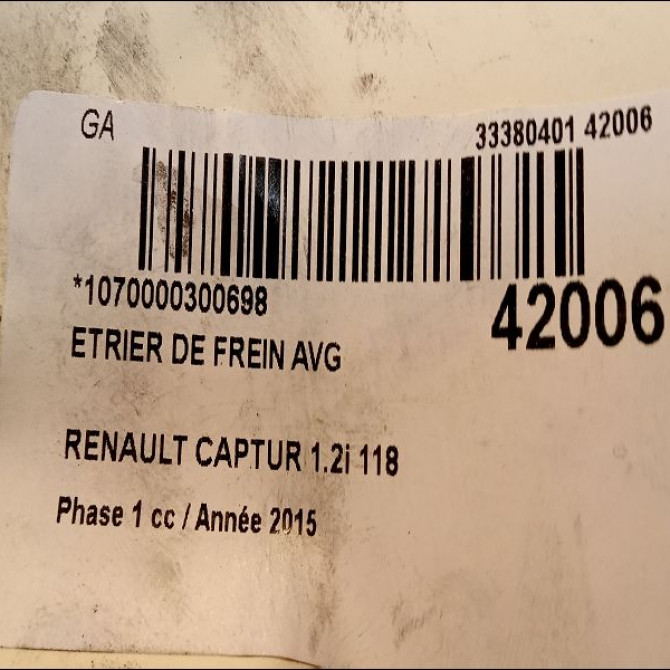 GA 33380401 42006
*1070000300698 42006
ETRIER DE FREIN AVG
RENAULT CAPTUR 1.2i 118
Phase 1 cc / Année 2015